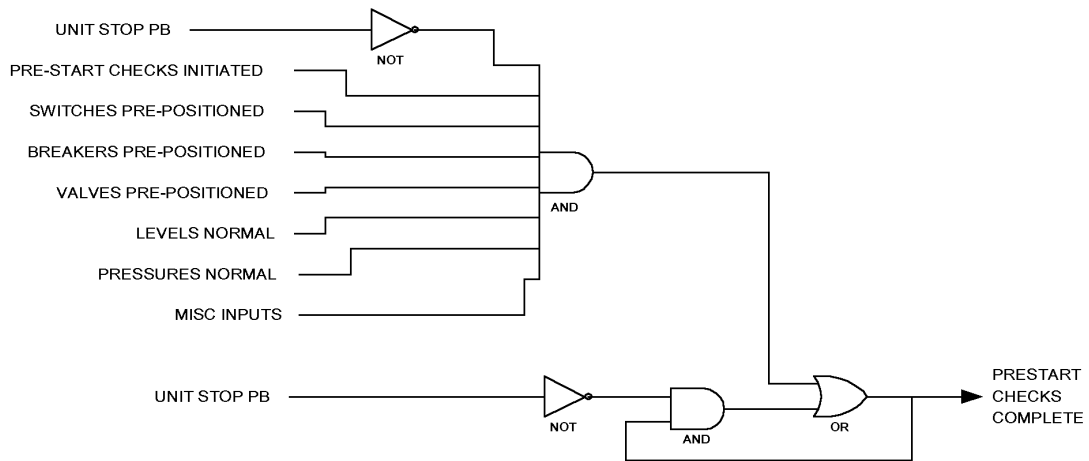 UNIT STOP PB
NOT
PRE-START CHECKS INITIATED
SWITCHES PRE-POSITIONED
BREAKERS PRE-POSITIONED
VALVES PRE-POSITIONED
AND
LEVELS NORMAL
PRESSURES NORMAL
MISC INPUTS
UNIT STOP PB
NOT
AND
OR
PRESTART
CHECKS
COMPLETE